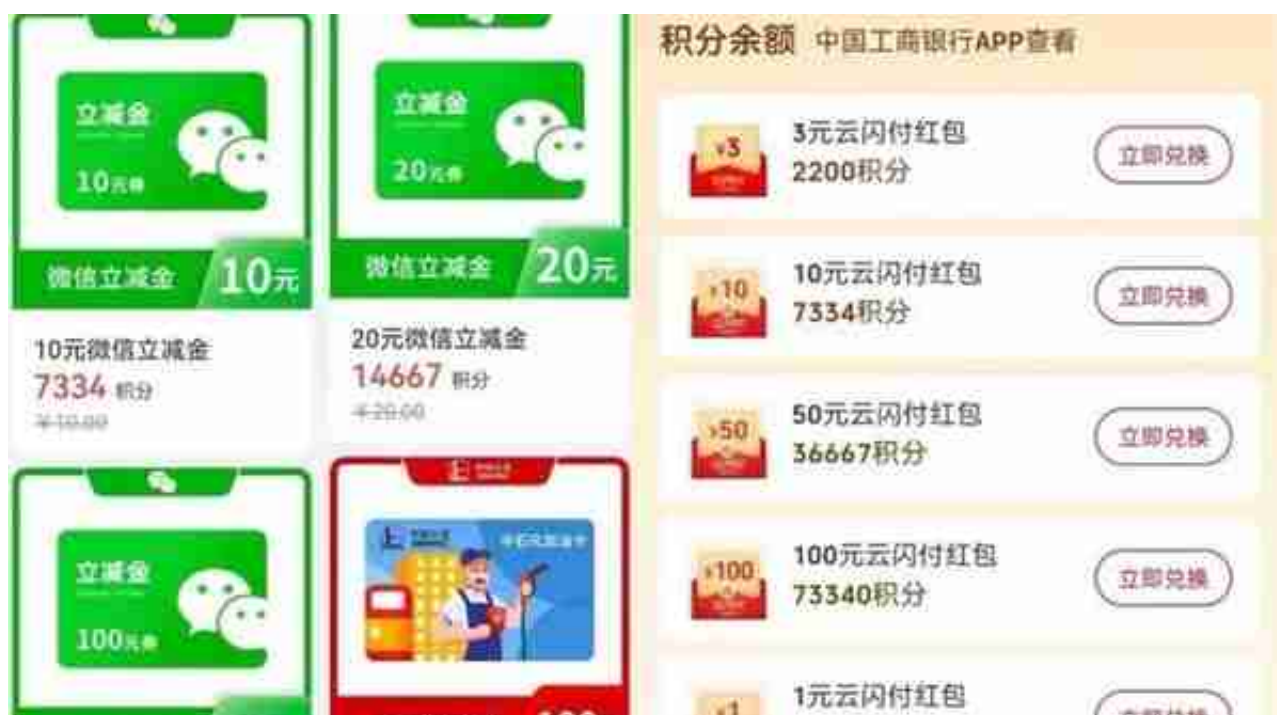 立减金
10元券
微信立减金 10元
10元微信立减金
7334 积分
¥10.00
立减金
20元券
微信立减金 20元
20元微信立减金
14667 积分
¥20.00
立减金
100元券
积分余额 中国工商银行APP查看
¥3
3元云闪付红包
2200积分
立即兑换
¥10
10元云闪付红包
7334积分
立即兑换
¥50
50元云闪付红包
36667积分
立即兑换
¥100
100元云闪付红包
73340积分
立即兑换
¥1
1元云闪付红包